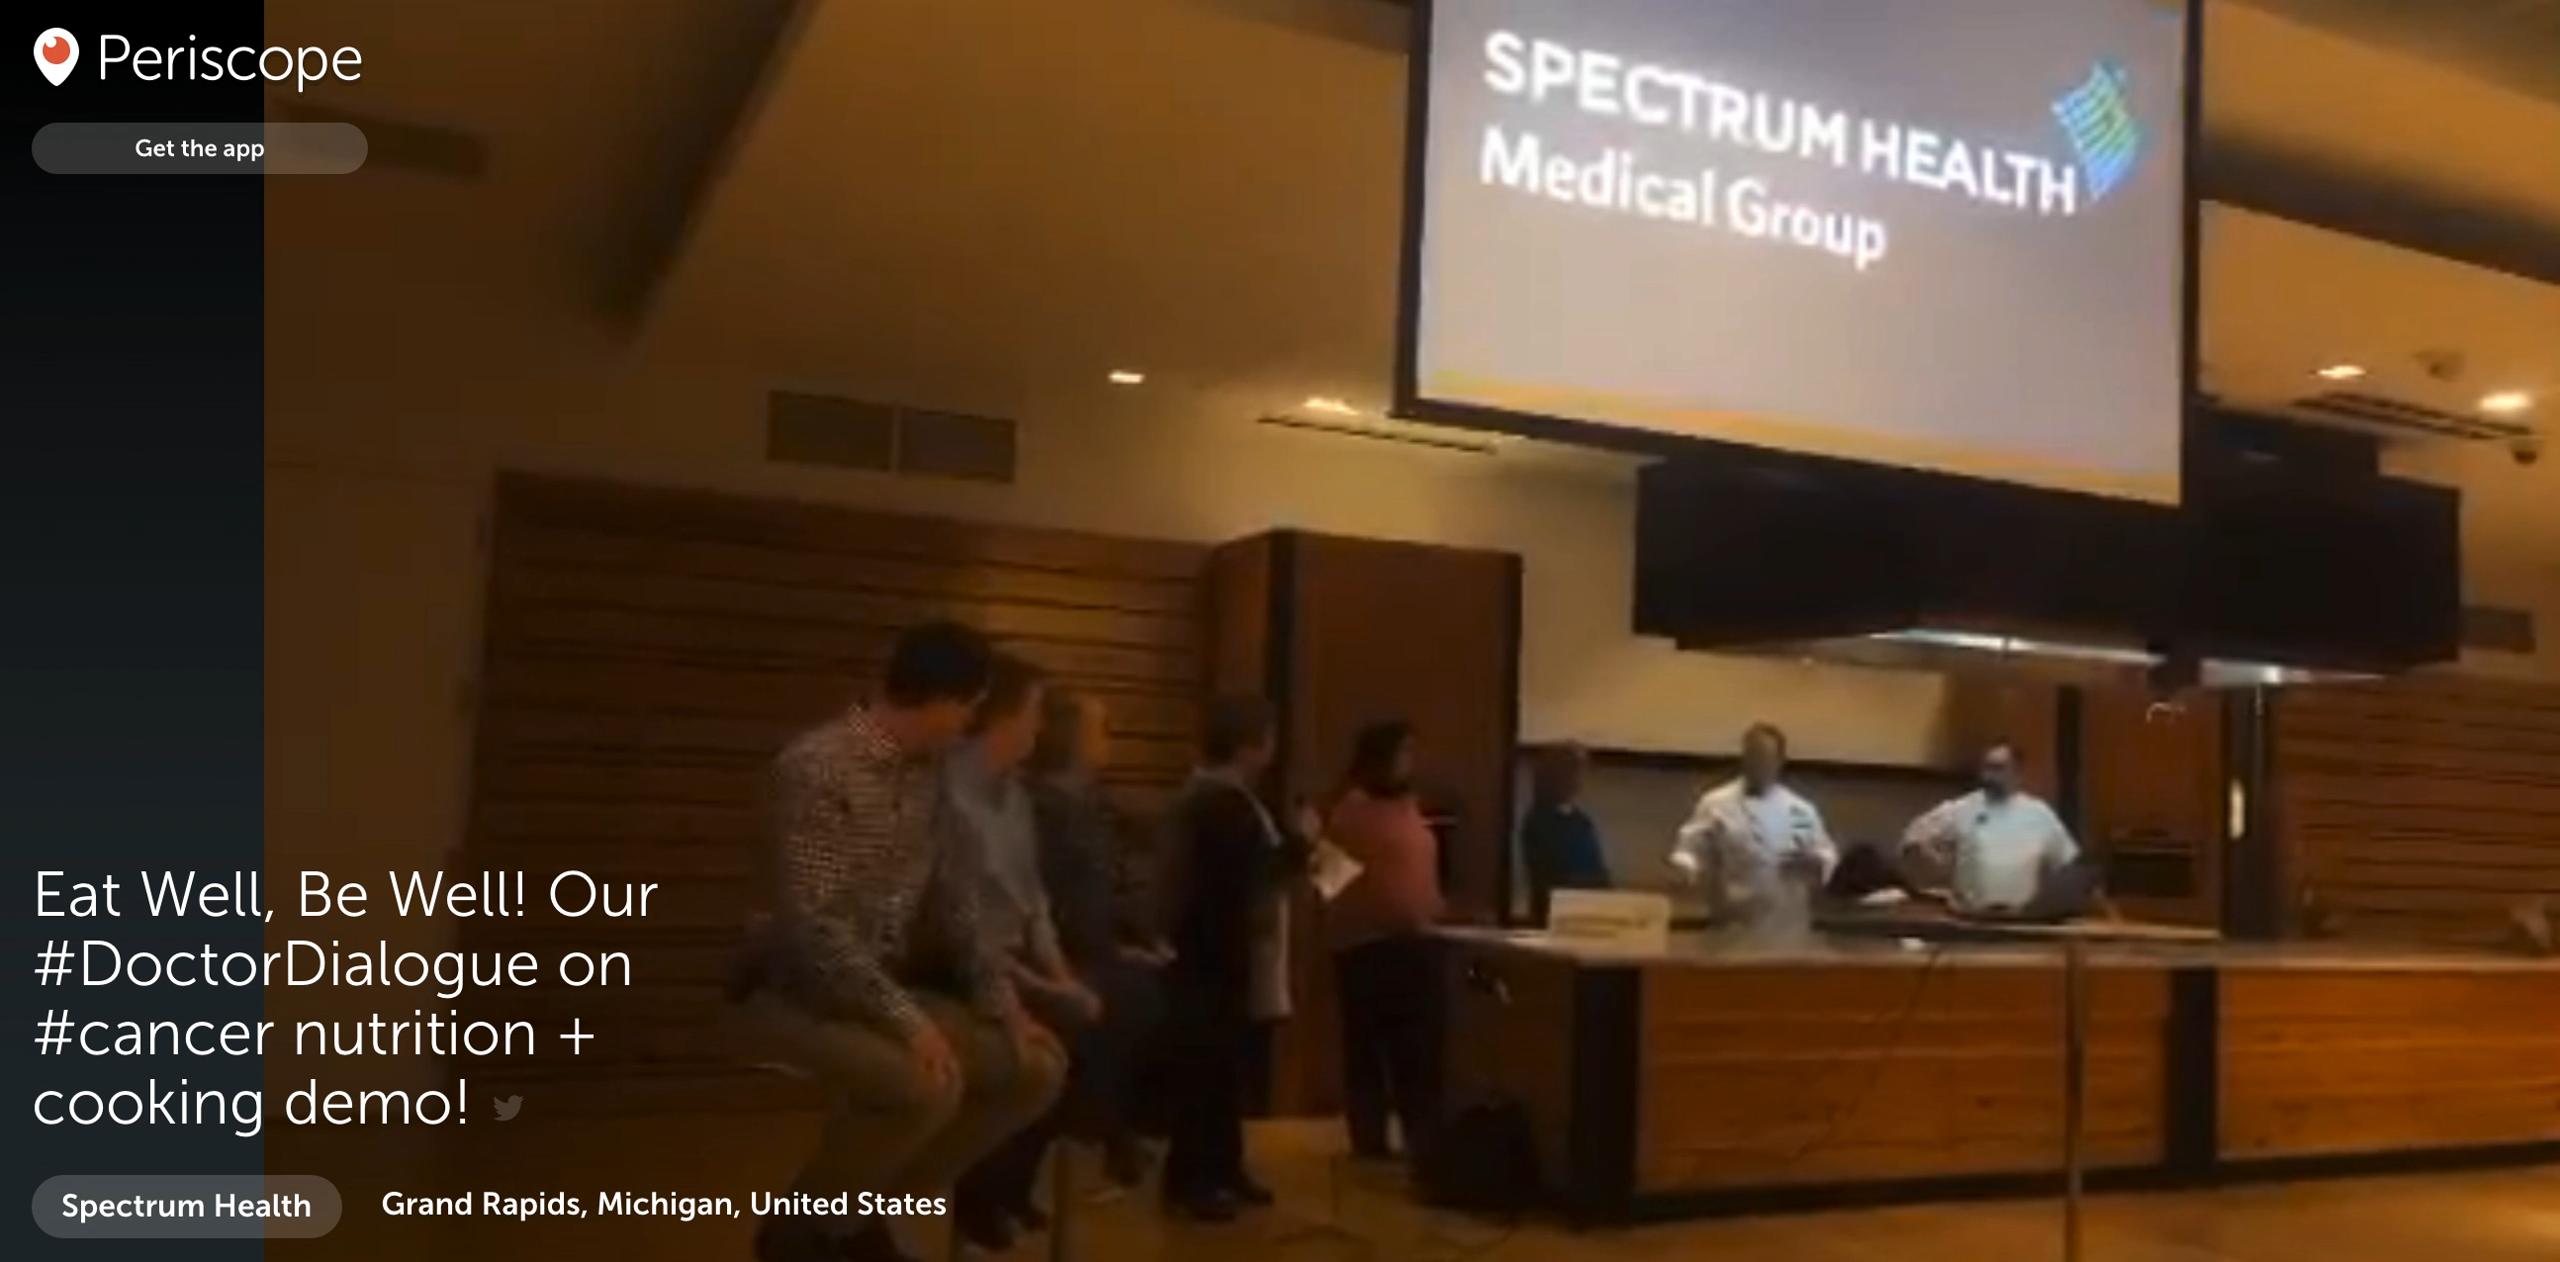 Periscope
Get the app
SPECTRUM HEALTH
Medical Group
Eat Well, Be Well! Our
#DoctorDialogue on
#cancer nutrition +
cooking demo!
Spectrum Health
Grand Rapids, Michigan, United States